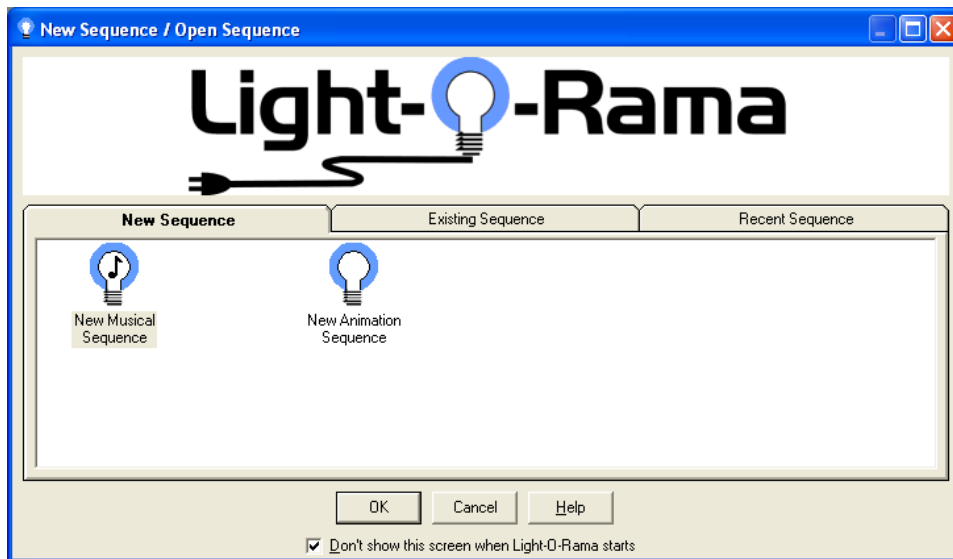 New Sequence / Open Sequence
Light-O-Rama
New Sequence Existing Sequence Recent Sequence
New Musical Sequence
New Animation Sequence
OK Cancel Help
Don't show this screen when Light-O-Rama starts